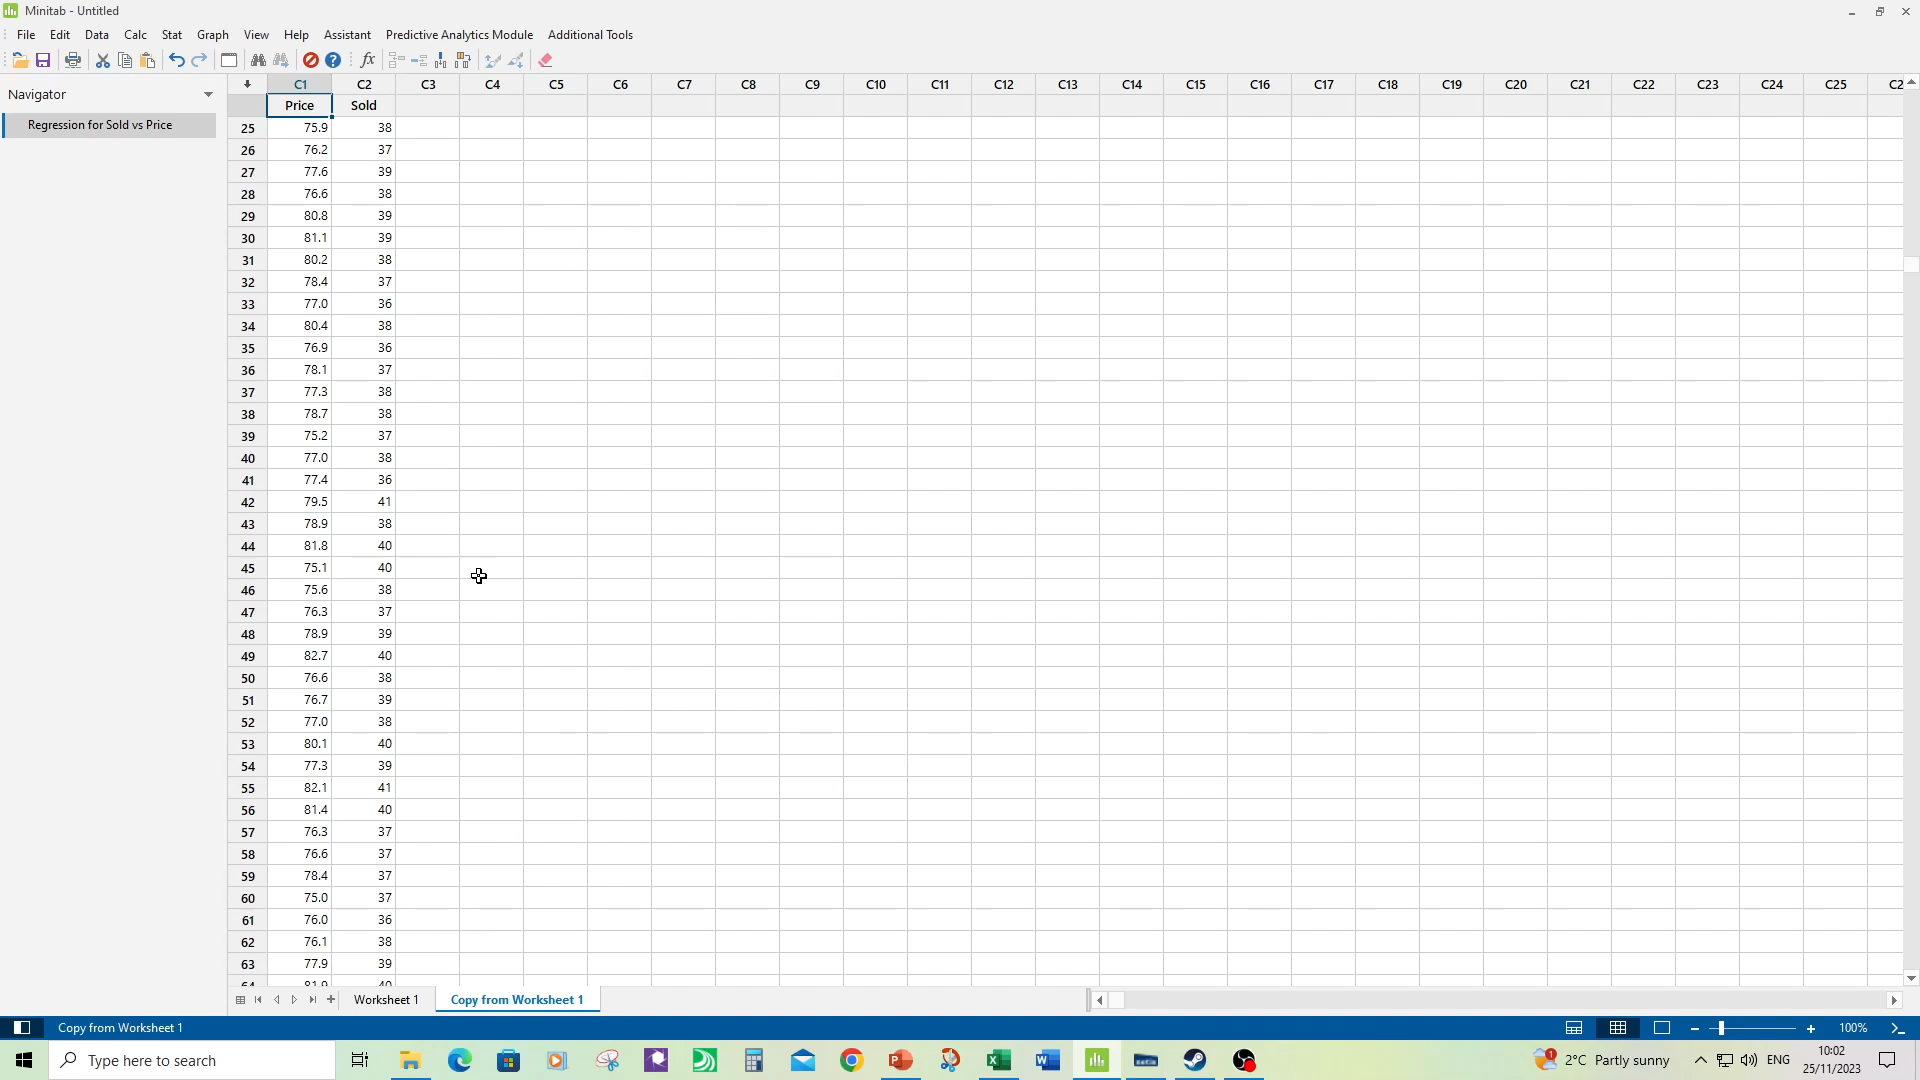 Minitab - Untitled
File Edit Data Calc Stat Graph View Help Assistant Predictive Analytics Module Additional Tools
Navigator
C1 C2 C3 C4 C5 C6 C7 C8 C9 C10 C11 C12 C13 C14 C15 C16 C17 C18 C19 C20 C21 C22 C23 C24 C25 C2
Price Sold
Regression for Sold vs Price
25 75.9 38
26 76.2 37
27 77.6 39
28 76.6 38
29 80.8 39
30 81.1 39
31 80.2 38
32 78.4 37
33 77.0 36
34 80.4 38
35 76.9 36
36 78.1 37
37 77.3 38
38 78.7 38
39 75.2 37
40 77.0 38
41 77.4 36
42 79.5 41
43 78.9 38
44 81.8 40
45 75.1 40
46 75.6 38
47 76.3 37
48 78.9 39
49 82.7 40
50 76.6 38
51 76.7 39
52 77.0 38
53 80.1 40
54 77.3 39
55 82.1 41
56 81.4 40
57 76.3 37
58 76.6 37
59 78.4 37
60 75.0 37
61 76.0 36
62 76.1 38
63 77.9 39
64 81.9 40
Worksheet 1 Copy from Worksheet 1
Copy from Worksheet 1 100%
Type here to search 2°C Partly sunny ENG 10:02
25/11/2023